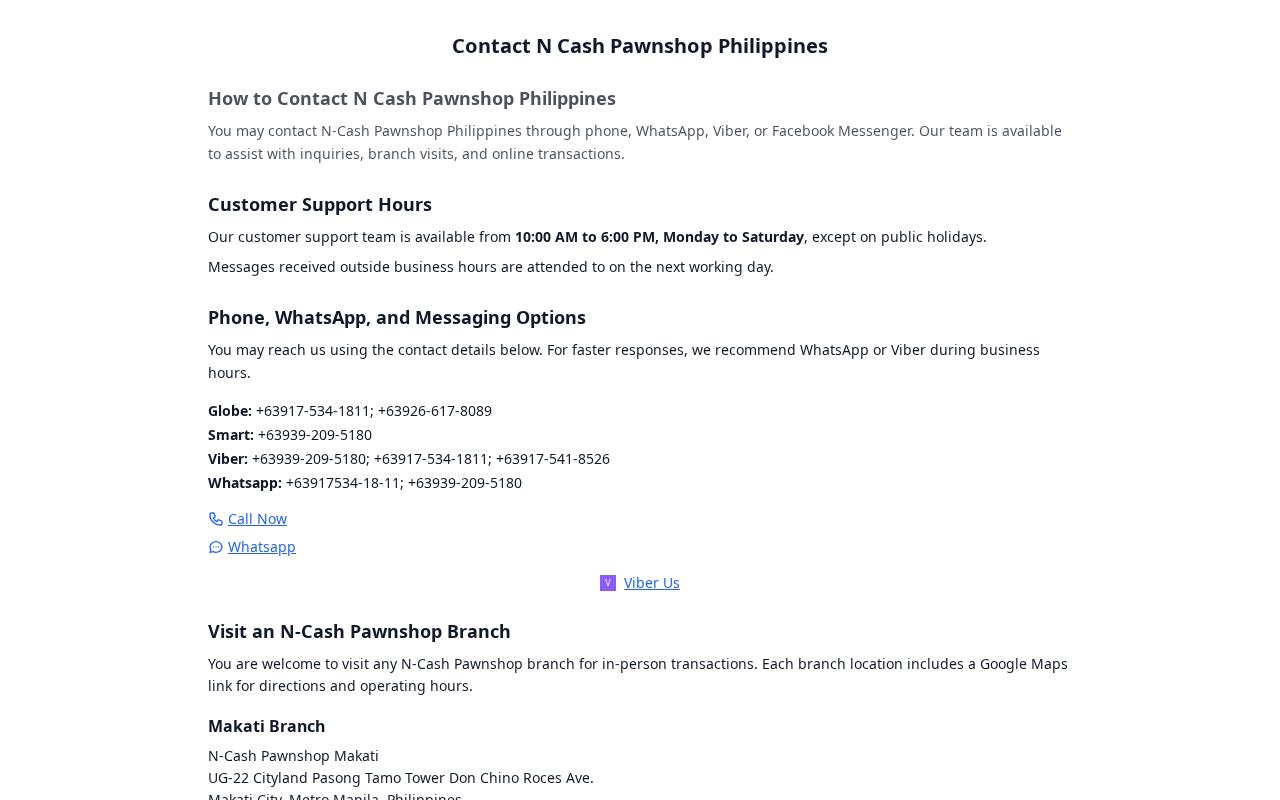 Contact N Cash Pawnshop Philippines
How to Contact N Cash Pawnshop Philippines
You may contact N-Cash Pawnshop Philippines through phone, WhatsApp, Viber, or Facebook Messenger. Our team is available
to assist with inquiries, branch visits, and online transactions.
Customer Support Hours
Our customer support team is available from 10:00 AM to 6:00 PM, Monday to Saturday, except on public holidays.
Messages received outside business hours are attended to on the next working day.
Phone, WhatsApp, and Messaging Options
You may reach us using the contact details below. For faster responses, we recommend WhatsApp or Viber during business
hours.
Globe: +63917-534-1811; +63926-617-8089
Smart: +63939-209-5180
Viber: +63939-209-5180; +63917-534-1811; +63917-541-8526
Whatsapp: +63917534-18-11; +63939-209-5180
Call Now
Whatsapp
V Viber Us
Visit an N-Cash Pawnshop Branch
You are welcome to visit any N-Cash Pawnshop branch for in-person transactions. Each branch location includes a Google Maps
link for directions and operating hours.
Makati Branch
N-Cash Pawnshop Makati
UG-22 Cityland Pasong Tamo Tower Don Chino Roces Ave.
Makati City, Metro Manila, Philippines